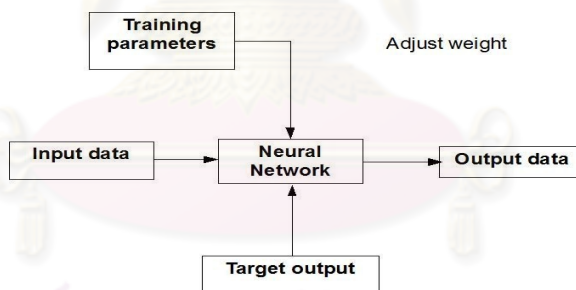 Training
parameters
Adjust weight
Input data
Neural
Network
Output data
Target output